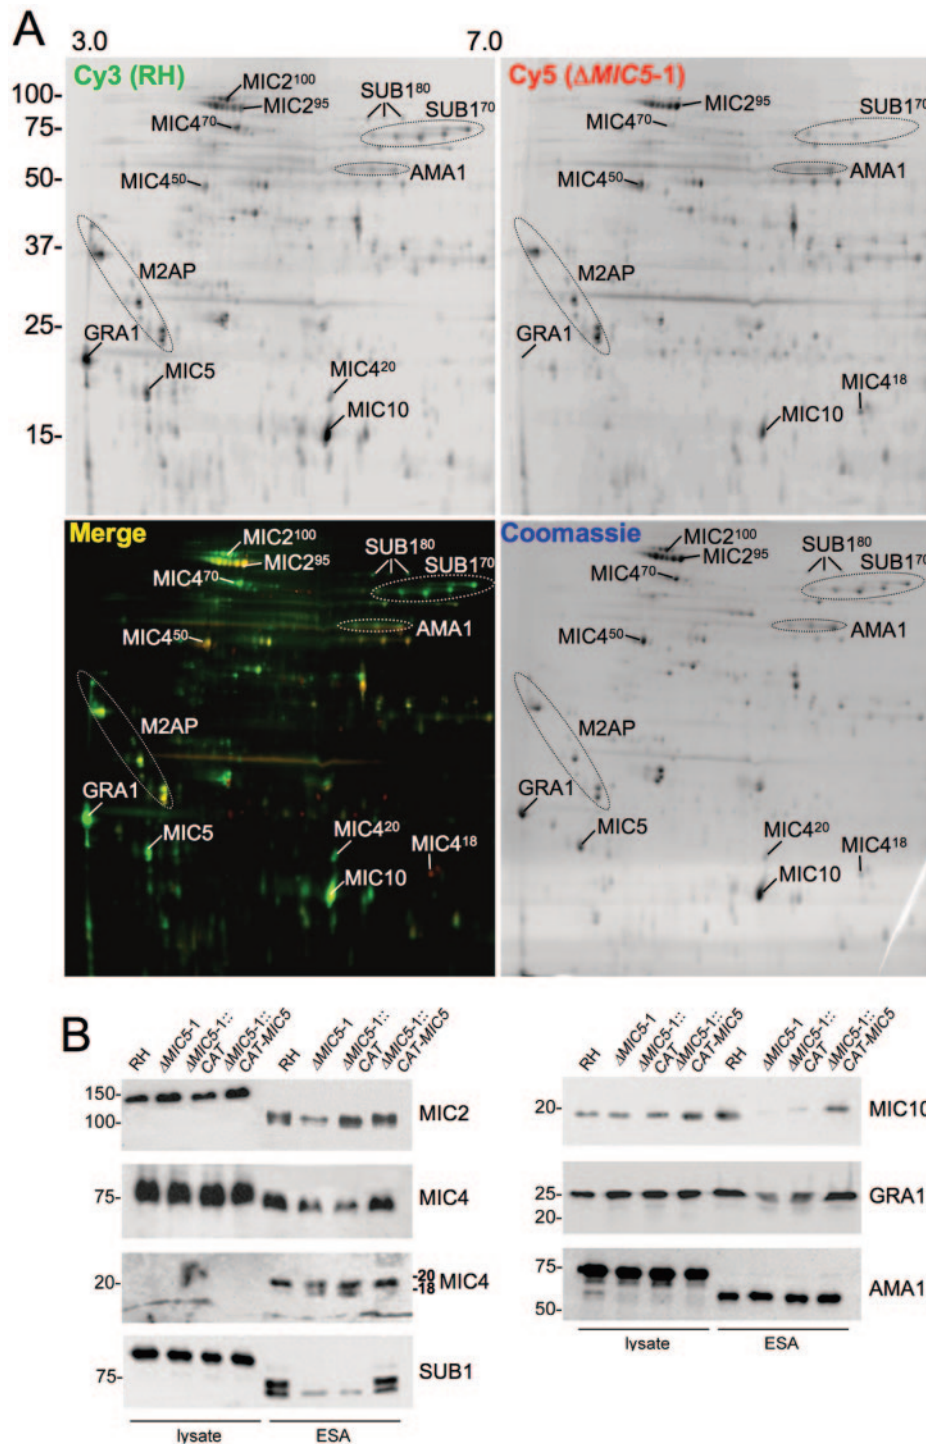 A
3.0 7.0
Cy3 (RH)
100-
75-
50-
37-
25-
15-
MIC2¹⁰⁰
MIC2⁹⁵
MIC4⁷⁰
SUB1⁸⁰
SUB1⁷⁰
AMA1
MIC4⁵⁰
M2AP
GRA1
MIC5
MIC4²⁰
MIC10
Cy5 (ΔMIC5-1)
MIC2⁹⁵
MIC4⁷⁰
SUB1⁷⁰
MIC4⁵⁰
AMA1
M2AP
GRA1
MIC4¹⁸
MIC10
Merge
MIC2¹⁰⁰
MIC2⁹⁵
MIC4⁷⁰
SUB1⁸⁰
SUB1⁷⁰
MIC4⁵⁰
AMA1
M2AP
GRA1
MIC5
MIC4²⁰
MIC4¹⁸
MIC10
Coomassie
MIC2¹⁰⁰
MIC2⁹⁵
MIC4⁷⁰
SUB1⁸⁰
SUB1⁷⁰
MIC4⁵⁰
AMA1
M2AP
GRA1
MIC5
MIC4²⁰
MIC4¹⁸
MIC10
B
RH
ΔMIC5-1
ΔMIC5-1::
CAT
ΔMIC5-1::
CAT-MIC5
RH
ΔMIC5-1
ΔMIC5-1::
CAT
ΔMIC5-1::
CAT-MIC5
150-
100-
MIC2
75-
MIC4
20-
-20
-18
MIC4
75-
SUB1
lysate ESA
RH
ΔMIC5-1
ΔMIC5-1::
CAT
ΔMIC5-1::
CAT-MIC5
RH
ΔMIC5-1
ΔMIC5-1::
CAT
ΔMIC5-1::
CAT-MIC5
20-
MIC10
25-
20-
GRA1
75-
50-
AMA1
lysate ESA